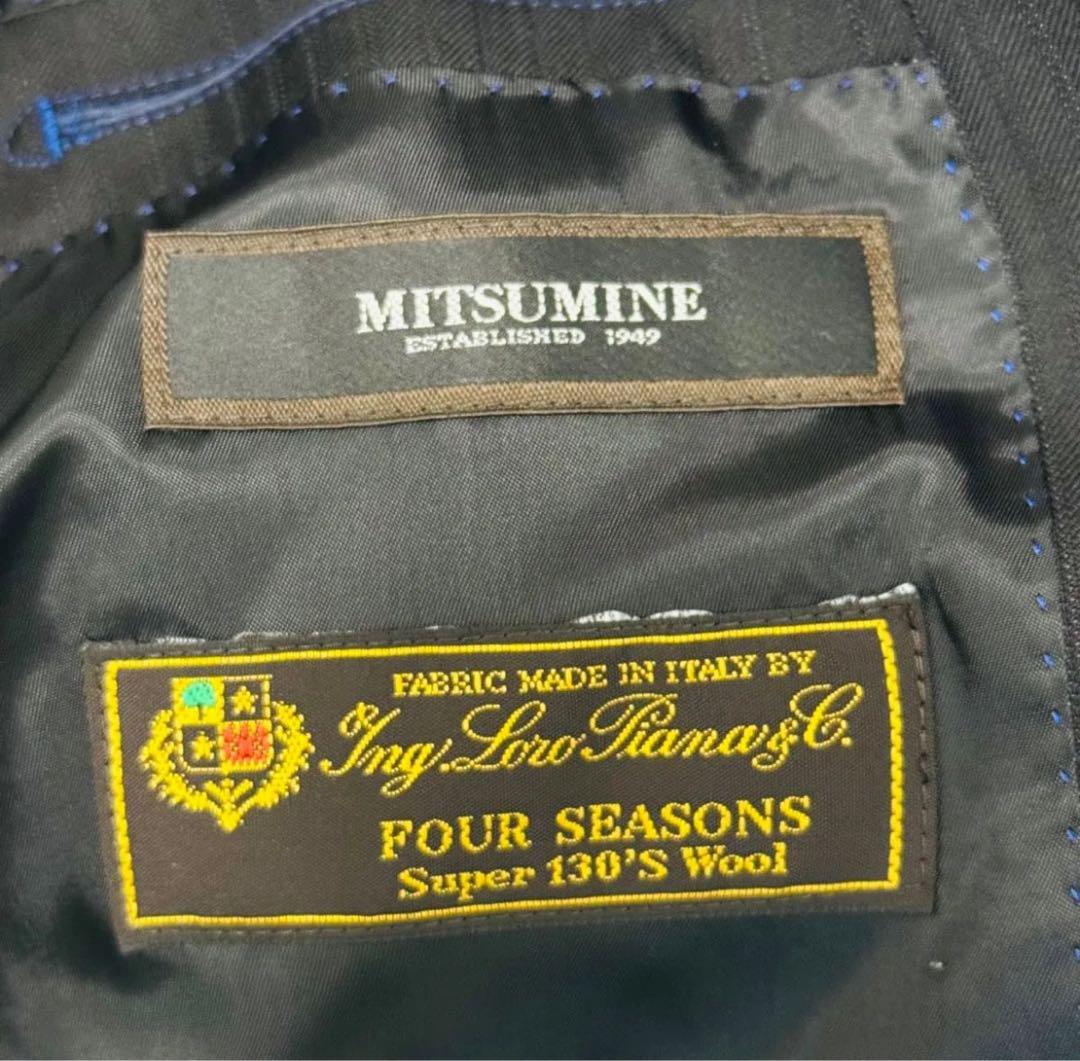 MITSUMINE
ESTABLISHED 1949
FABRIC MADE IN ITALY BY
Ing. Loro Piana & C.
FOUR SEASONS
Super 130'S Wool